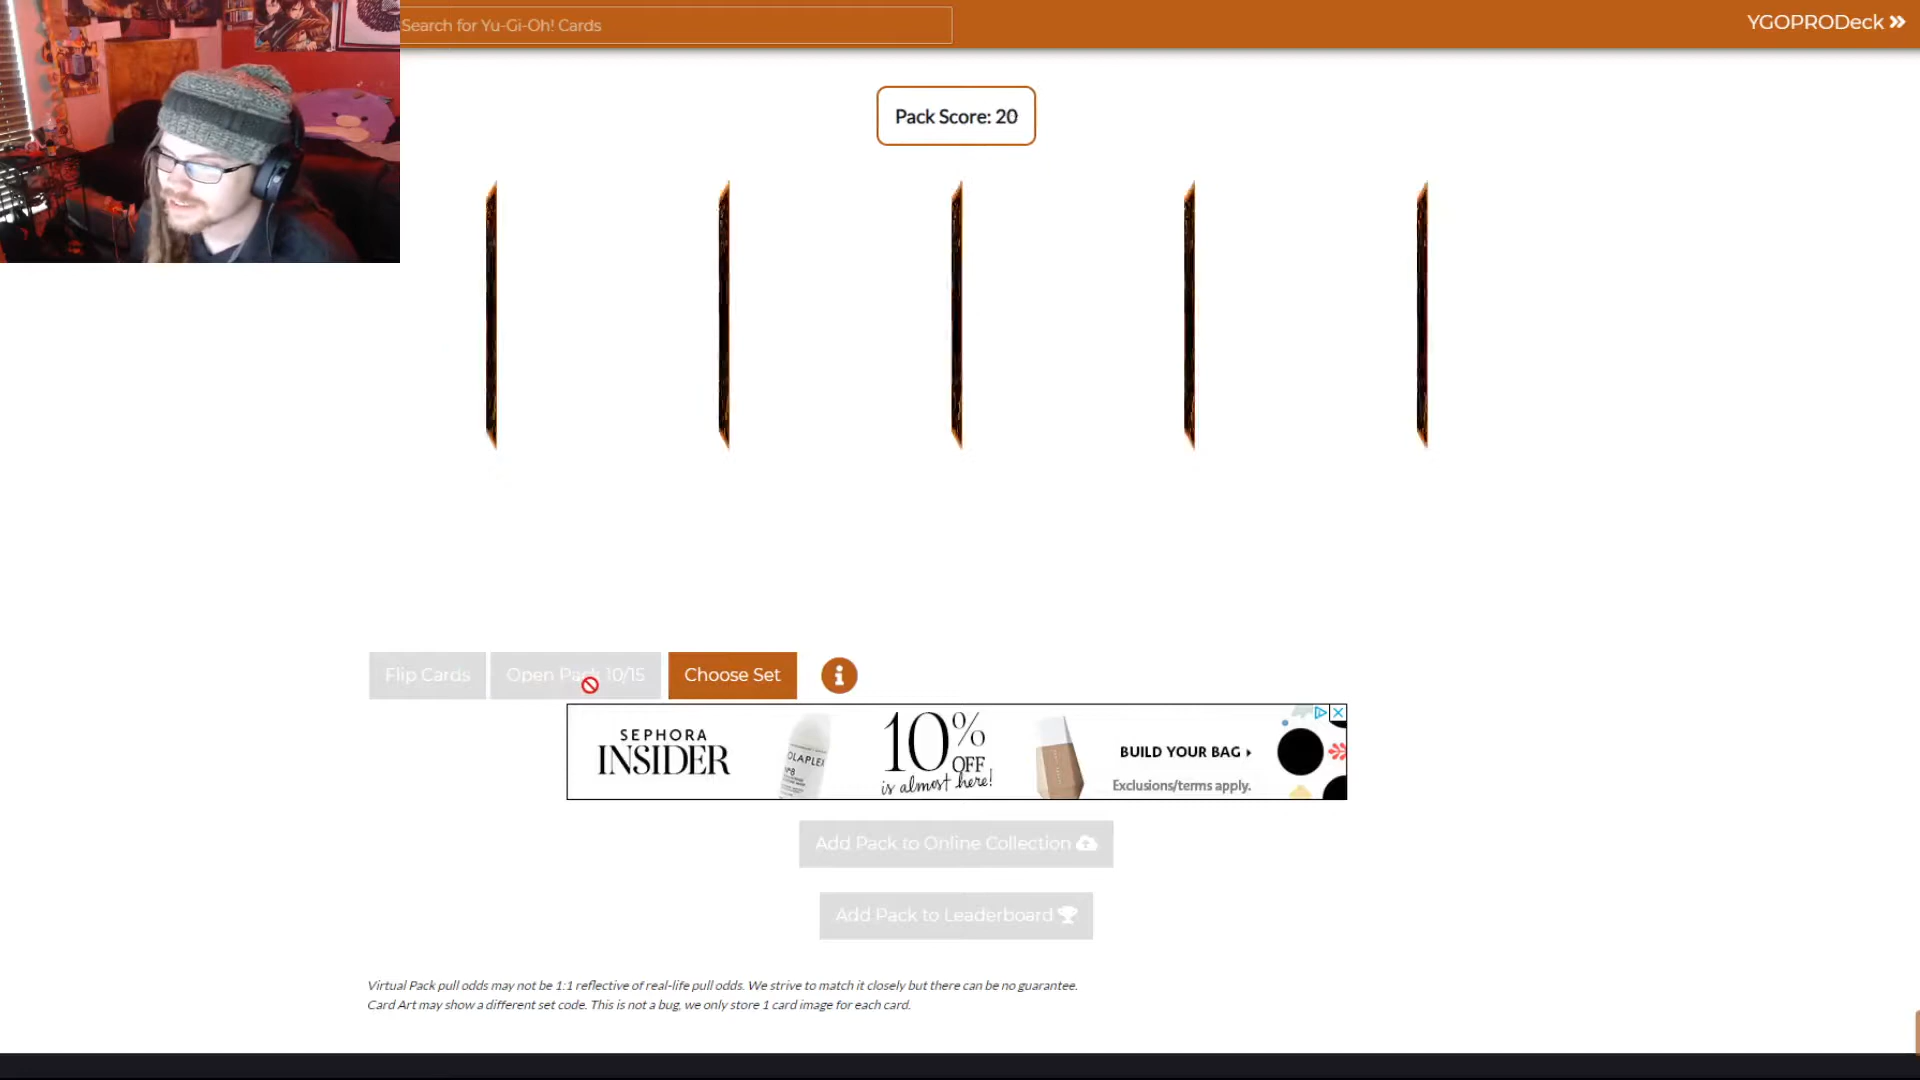 Search for Yu-Gi-Oh! Cards
YGOPRODeck
Pack Score: 20
Flip Cards
Open Pack 10/15
Choose Set
SEPHORA
INSIDER
OLAPLEX
Nº8
10%
OFF
is almost here!
BUILD YOUR BAG
Exclusions/terms apply.
Add Pack to Online Collection
Add Pack to Leaderboard
Virtual Pack pull odds may not be 1:1 reflective of real-life pull odds. We strive to match it closely but there can be no guarantee.
Card Art may show a different set code. This is not a bug, we only store 1 card image for each card.